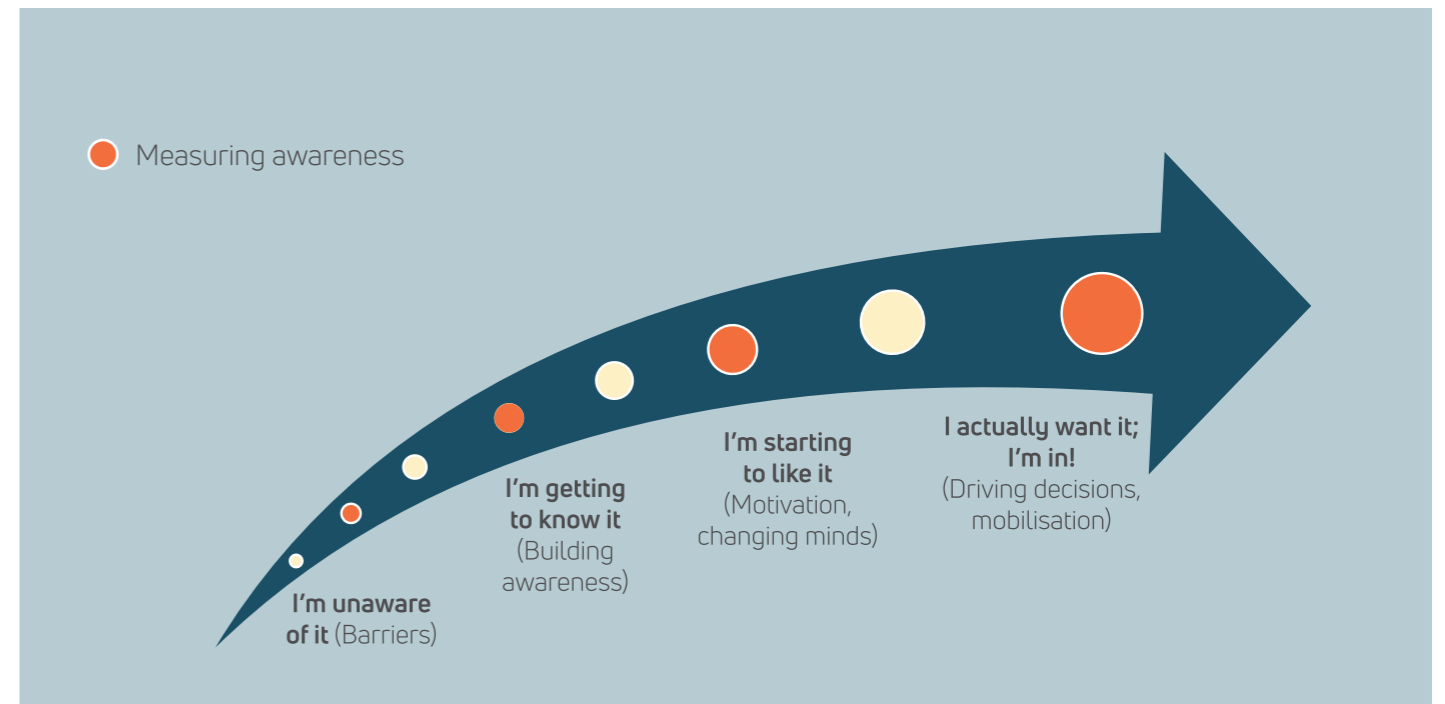 Measuring awareness
I'm unaware
of it (Barriers)
I'm getting
to know it
(Building
awareness)
I'm starting
to like it
(Motivation,
changing minds)
I actually want it;
I'm in!
(Driving decisions,
mobilisation)